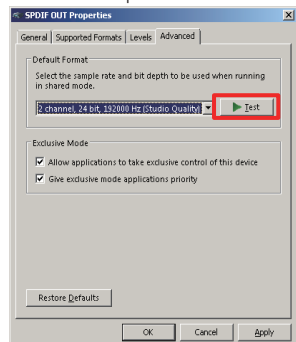 SPDIF OUT Properties
General Supported Formats Levels Advanced
Default Format
Select the sample rate and bit depth to be used when running
in shared mode.
2 channel, 24 bit, 192000 Hz (Studio Quality) Test
Exclusive Mode
Allow applications to take exclusive control of this device
Give exclusive mode applications priority
Restore Defaults
OK Cancel Apply